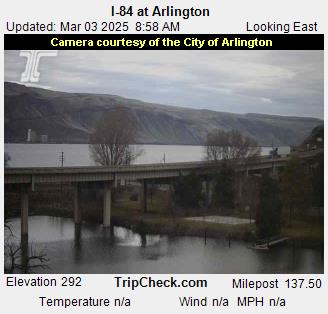 I-84 at Arlington
Updated: Mar 03 2025 8:58 AM Looking East
Camera courtesy of the City of Arlington
Elevation 292 TripCheck.com Milepost 137.50
Temperature n/a Wind n/a MPH n/a